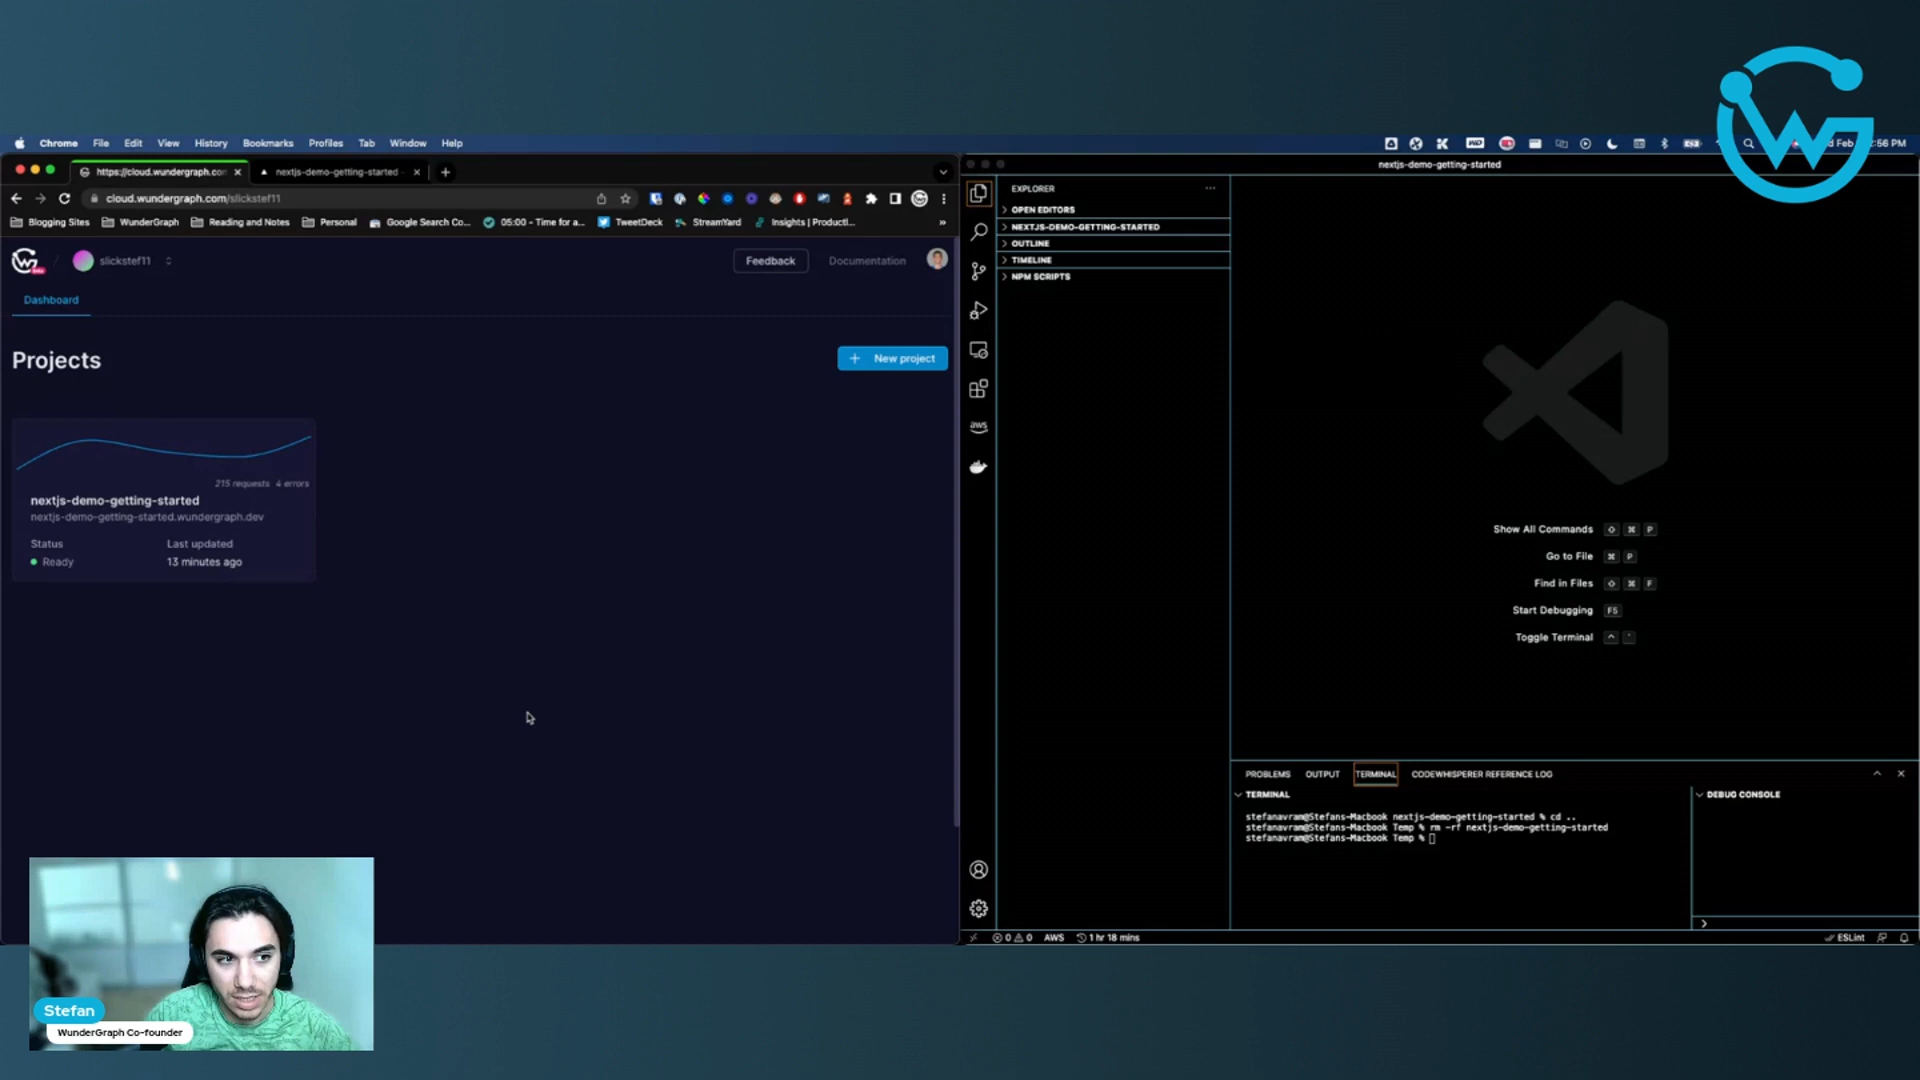 Chrome File Edit View History Bookmarks Profiles Tab Window Help
:56 PM
https://cloud.wundergraph.com
nextjs-demo-getting-started
cloud.wundergraph.com/slickstef11
Blogging Sites WunderGraph Reading and Notes Personal Google Search Co... 05:00 - Time for a... TweetDeck StreamYard Insights | Productl... »
slickstef11
Feedback
Documentation
Dashboard
Projects
+ New project
215 requests 4 errors
nextjs-demo-getting-started
nextjs-demo-getting-started.wundergraph.dev
Status
Last updated
Ready
13 minutes ago
nextjs-demo-getting-started
EXPLORER
OPEN EDITORS
NEXTJS-DEMO-GETTING-STARTED
OUTLINE
TIMELINE
NPM SCRIPTS
aws
Show All Commands ⇧ ⌘ P
Go to File ⌘ P
Find in Files ⇧ ⌘ F
Start Debugging F5
Toggle Terminal ^ `
PROBLEMS OUTPUT TERMINAL CODEWHISPERER REFERENCE LOG
TERMINAL
DEBUG CONSOLE
stefanavram@Stefans-Macbook nextjs-demo-getting-started % cd ..
stefanavram@Stefans-Macbook Temp % rm -rf nextjs-demo-getting-started
stefanavram@Stefans-Macbook Temp %
0 0 AWS 1 hr 18 mins
ESLint
Stefan
WunderGraph Co-founder